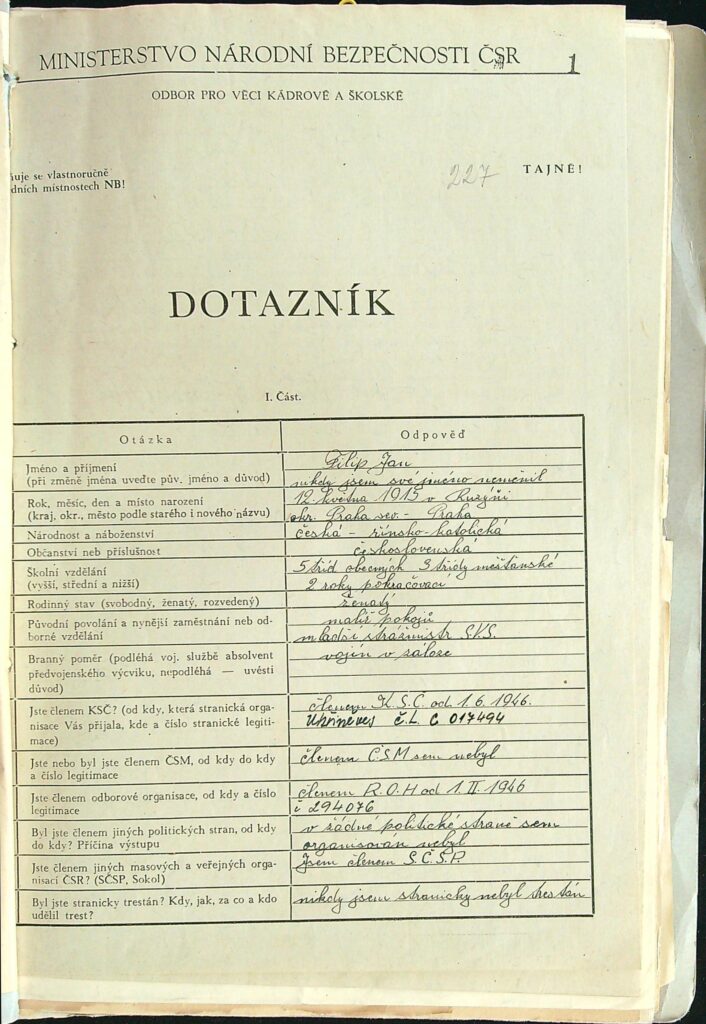 MINISTERSTVO NÁRODNÍ BEZPEČNOSTI ČSR
1
ODBOR PRO VĚCI KÁDROVÉ A ŠKOLSKÉ
uje se vlastnoručně
dních místnostech NB!
227
TAJNÉ!
DOTAZNÍK
I. Část.
Otázka
Odpověď
Jméno a příjmení
(při změně jména uveďte pův. jméno a důvod)
Filip Jan
nikdy jsem své jméno neměnil
Rok, měsíc, den a místo narození
(kraj, okr., město podle starého i nového názvu)
12. května 1915 v Ruzýni
okr. Praha sev. - Praha
Národnost a náboženství
česká - římsko-katolická
Občanství neb příslušnost
československá
Školní vzdělání
(vyšší, střední a nižší)
5 tříd obecných 3 třídy měšťanské
2 roky pokračovací
Rodinný stav (svobodný, ženatý, rozvedený)
ženatý
Původní povolání a nynější zaměstnání neb od-
borné vzdělání
malíř pokojů
mladší strážmistr S.V.S.
Branný poměr (podléhá voj. službě absolvent
předvojenského výcviku, nepodléhá — uvésti
důvod)
vojín v záloze
Jste členem KSČ? (od kdy, která stranická orga-
nisace Vás přijala, kde a číslo stranické legiti-
mace)
členem K.S.C. od 1.6. 1946.
Uhříněves č.L. C 017494
Jste nebo byl jste členem ČSM, od kdy do kdy
a číslo legitimace
členem ČSM sem nebyl
Jste členem odborové organisace, od kdy a číslo
legitimace
členem R.O.H od 1.II. 1946
č 294076
Byl jste členem jiných politických stran, od kdy
do kdy? Příčina výstupu
v žádné politické straně sem
organisován nebyl
Jste členem jiných masových a veřejných orga-
nisací ČSR? (SČSP, Sokol)
Jsem členem S.Č.S.P.
Byl jste stranicky trestán? Kdy, jak, za co a kdo
udělil trest?
nikdy jsem stranicky nebyl trestán